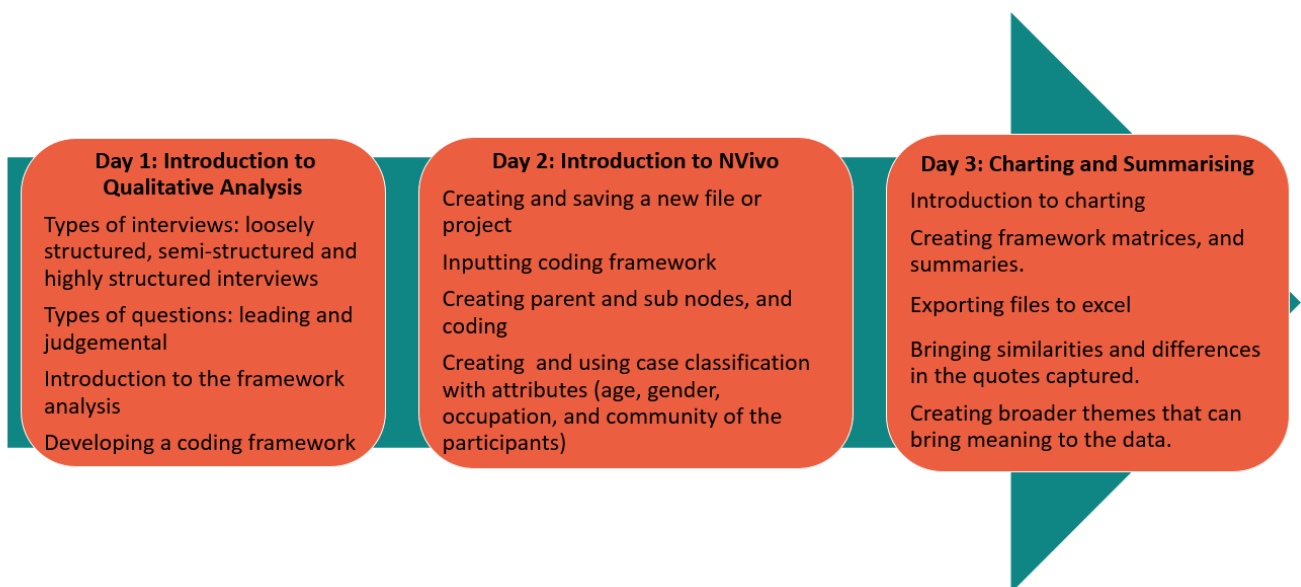 Day 1: Introduction to
Qualitative Analysis
Types of interviews: loosely
structured, semi-structured and
highly structured interviews
Types of questions: leading and
judgemental
Introduction to the framework
analysis
Developing a coding framework
Day 2: Introduction to NVivo
Creating and saving a new file or
project
Inputting coding framework
Creating parent and sub nodes, and
coding
Creating  and using case classification
with attributes (age, gender,
occupation, and community of the
participants)
Day 3: Charting and Summarising
Introduction to charting
Creating framework matrices, and
summaries.
Exporting files to excel
Bringing similarities and differences
in the quotes captured.
Creating broader themes that can
bring meaning to the data.